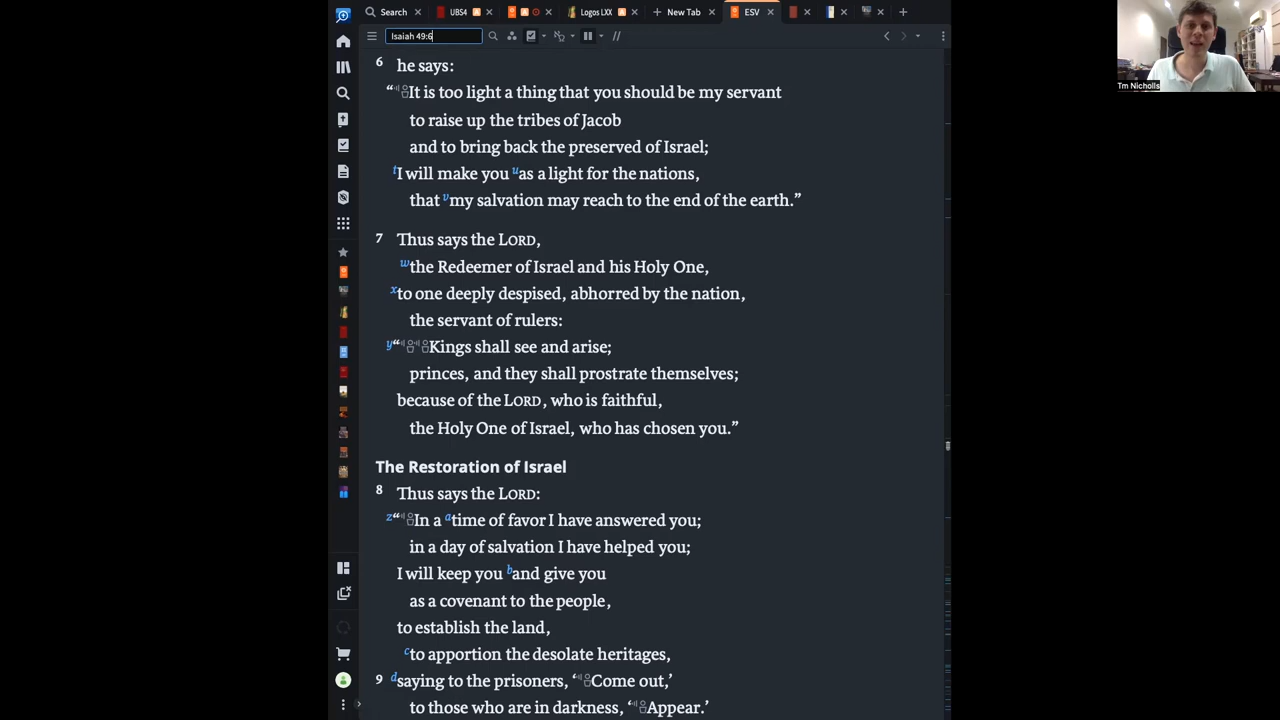 Search
UBS4
A
A
Logos LXX
A
New Tab
ESV
Isaiah 49:6
6 he says:
“It is too light a thing that you should be my servant
to raise up the tribes of Jacob
and to bring back the preserved of Israel;
t I will make you u as a light for the nations,
that v my salvation may reach to the end of the earth.”
7 Thus says the LORD,
w the Redeemer of Israel and his Holy One,
x to one deeply despised, abhorred by the nation,
the servant of rulers:
y “Kings shall see and arise;
princes, and they shall prostrate themselves;
because of the LORD, who is faithful,
the Holy One of Israel, who has chosen you.”
The Restoration of Israel
8 Thus says the LORD:
z “In a a time of favor I have answered you;
in a day of salvation I have helped you;
I will keep you b and give you
as a covenant to the people,
to establish the land,
c to apportion the desolate heritages,
9 d saying to the prisoners, ‘Come out,’
to those who are in darkness, ‘Appear.’
Tm Nicholls